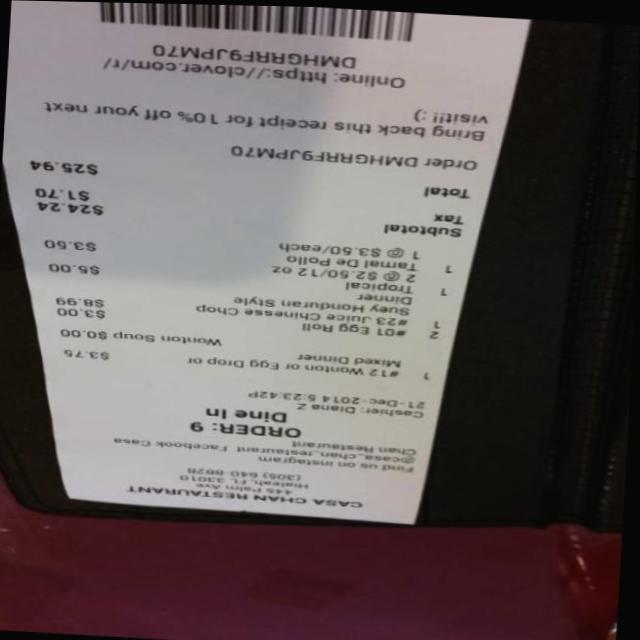 CASA CHAN RESTAURANT
445 Palm Ave
Hialeah, FL 33010
(305) 640-8928
Find us on instagram
@casa_chan_restaurant Facebook Casa
Chan Restaurant
ORDER: 9
Dine In
Cashier: Diana Z
21-Dec-2014 5:23:42P
1 #12 Wonton or Egg Drop or $3.75
Mixed Dinner
Wonton Soup $0.00
2 #01 Egg Roll $3.00
1 #23 Juice Chinesse Chop $8.99
Suey Honduran Style
Dinner
1 Tropical $5.00
2 @ $2.50/12 oz
1 Tamal De Pollo $3.50
1 @ $3.50/each
Subtotal $24.24
Tax $1.70
Total $25.94
Order DMHGRRF9JPM70
Bring back this receipt for 10% off your next
visit!!! :)
Online: https://clover.com/r/
DMHGRRF9JPM70